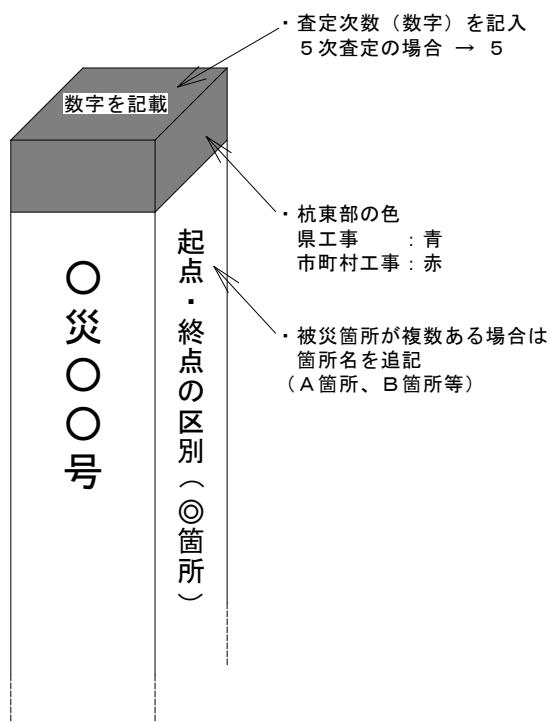 ・査定次数（数字）を記入
５次査定の場合 → ５
数字を記載
・杭東部の色
県工事　　：青
市町村工事：赤
・被災箇所が複数ある場合は
箇所名を追記
（Ａ箇所、Ｂ箇所等）
〇災〇〇号
起点・終点の区別（◎箇所）